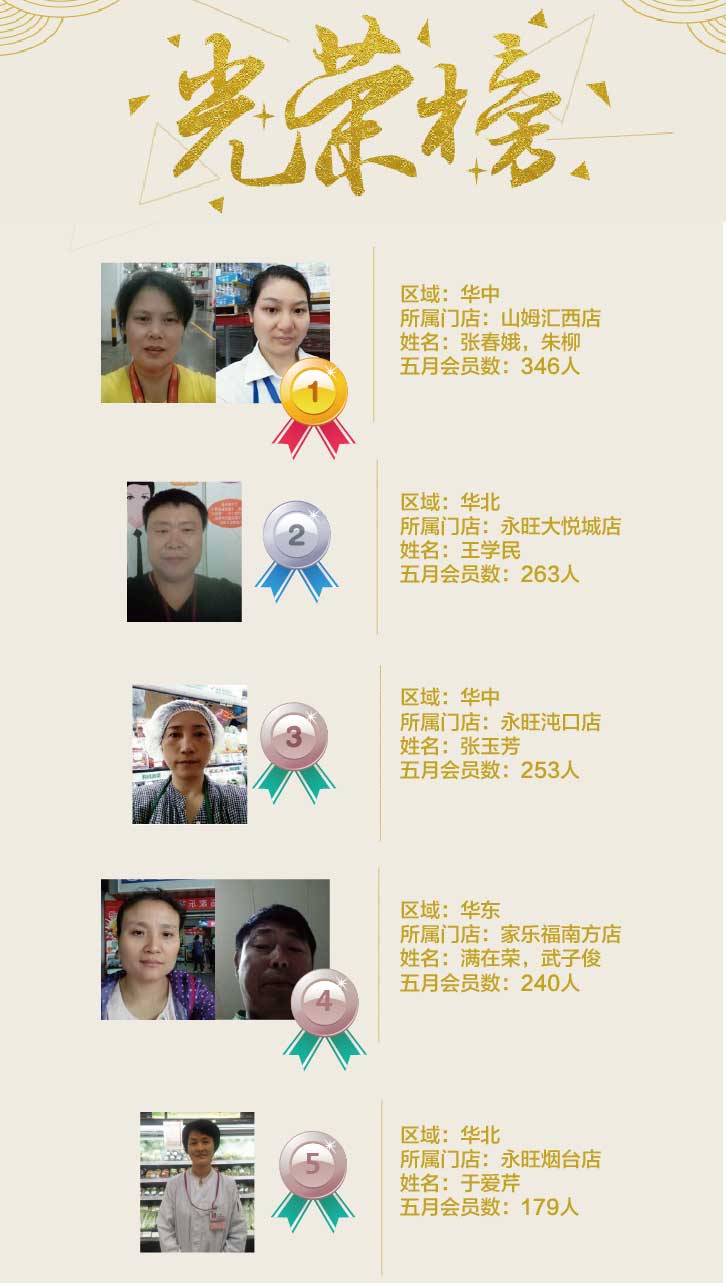 光荣榜
区域：华中
所属门店：山姆汇西店
姓名：张春娥，朱柳
五月会员数：346人
1
区域：华北
所属门店：永旺大悦城店
姓名：王学民
五月会员数：263人
2
区域：华中
所属门店：永旺沌口店
姓名：张玉芳
五月会员数：253人
3
区域：华东
所属门店：家乐福南方店
姓名：满在荣，武子俊
五月会员数：240人
4
区域：华北
所属门店：永旺烟台店
姓名：于爱芹
五月会员数：179人
5